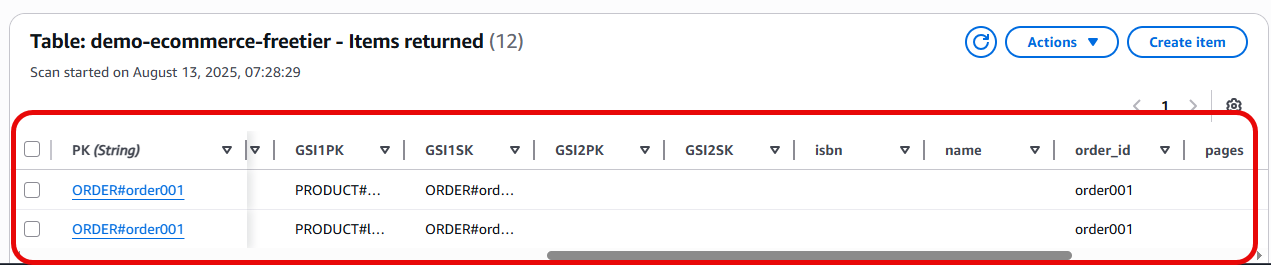 Table: demo-ecommerce-freetier - Items returned (12)
Actions
Create item
Scan started on August 13, 2025, 07:28:29
1
PK (String) GSI1PK GSI1SK GSI2PK GSI2SK isbn name order_id pages
ORDER#order001 PRODUCT#... ORDER#ord... order001
ORDER#order001 PRODUCT#l... ORDER#ord... order001